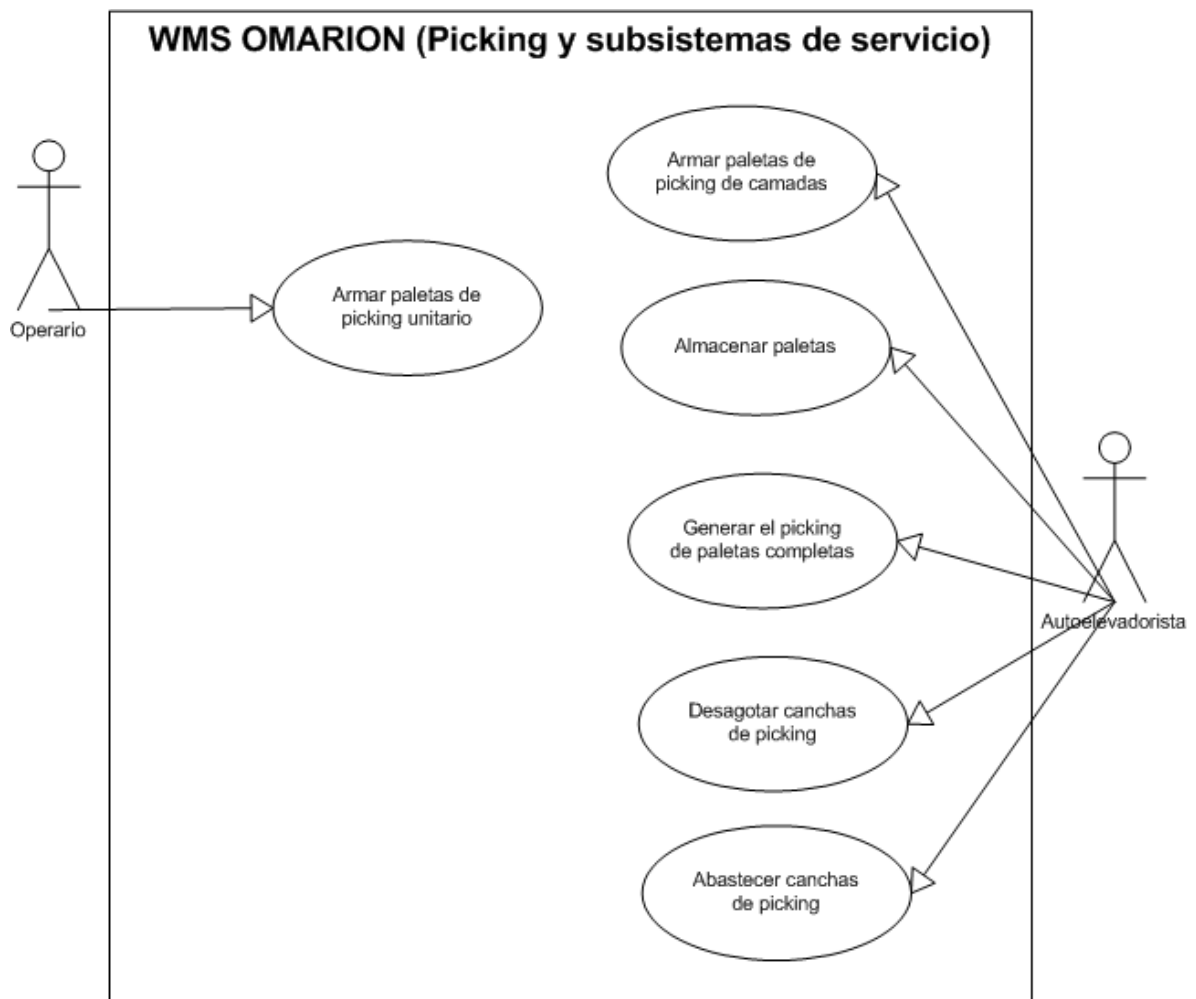 WMS OMARION (Picking y subsistemas de servicio)
Armar paletas de
picking de camadas
Armar paletas de
picking unitario
Operario
Almacenar paletas
Generar el picking
de paletas completas
Autoelevadorista
Desagotar canchas
de picking
Abastecer canchas
de picking